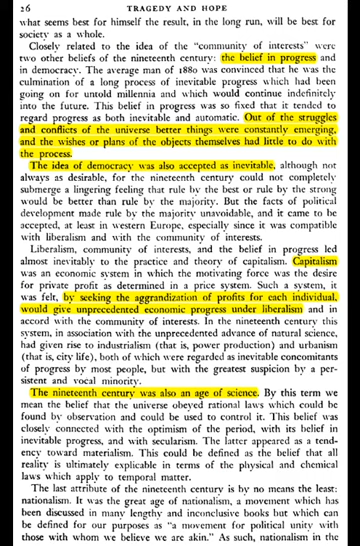 26 TRAGEDY AND HOPE
what seems best for himself the result, in the long run, will be best for
society as a whole.
Closely related to the idea of the "community of interests" were
two other beliefs of the nineteenth century: the belief in progress and
in democracy. The average man of 1880 was convinced that he was the
culmination of a long process of inevitable progress which had been
going on for untold millennia and which would continue indefinitely
into the future. This belief in progress was so fixed that it tended to
regard progress as both inevitable and automatic. Out of the struggles
and conflicts of the universe better things were constantly emerging,
and the wishes or plans of the objects themselves had little to do with
the process.
The idea of democracy was also accepted as inevitable, although not
always as desirable, for the nineteenth century could not completely
submerge a lingering feeling that rule by the best or rule by the strong
would be better than rule by the majority. But the facts of political
development made rule by the majority unavoidable, and it came to be
accepted, at least in western Europe, especially since it was compatible
with liberalism and with the community of interests.
Liberalism, community of interests, and the belief in progress led
almost inevitably to the practice and theory of capitalism. Capitalism
was an economic system in which the motivating force was the desire
for private profit as determined in a price system. Such a system, it
was felt, by seeking the aggrandization of profits for each individual,
would give unprecedented economic progress under liberalism and in
accord with the community of interests. In the nineteenth century this
system, in association with the unprecedented advance of natural science,
had given rise to industrialism (that is, power production) and urbanism
(that is, city life), both of which were regarded as inevitable concomitants
of progress by most people, but with the greatest suspicion by a per-
sistent and vocal minority.
The nineteenth century was also an age of science. By this term we
mean the belief that the universe obeyed rational laws which could be
found by observation and could be used to control it. This belief was
closely connected with the optimism of the period, with its belief in
inevitable progress, and with secularism. The latter appeared as a tend-
ency toward materialism. This could be defined as the belief that all
reality is ultimately explicable in terms of the physical and chemical
laws which apply to temporal matter.
The last attribute of the nineteenth century is by no means the least:
nationalism. It was the great age of nationalism, a movement which has
been discussed in many lengthy and inconclusive books but which can
be defined for our purposes as "a movement for political unity with
those with whom we believe we are akin." As such, nationalism in the